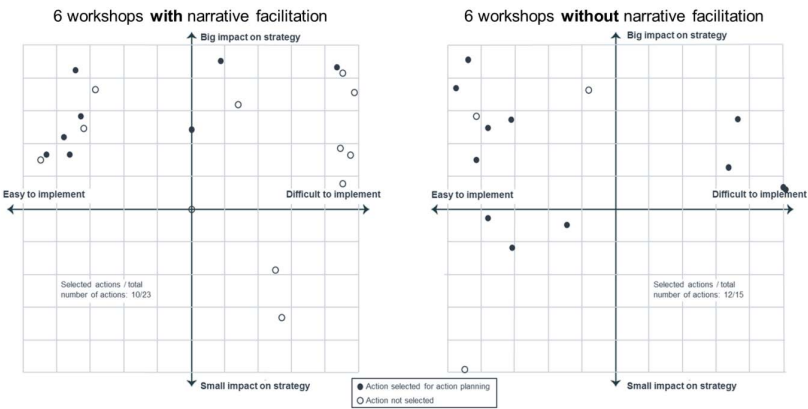 6 workshops with narrative facilitation
Big impact on strategy
Easy to implement
Difficult to implement
Selected actions / total
number of actions: 10/23
Small impact on strategy
6 workshops without narrative facilitation
Big impact on strategy
Easy to implement
Difficult to implement
Selected actions / total
number of actions: 12/15
Small impact on strategy
Action selected for action planning
Action not selected